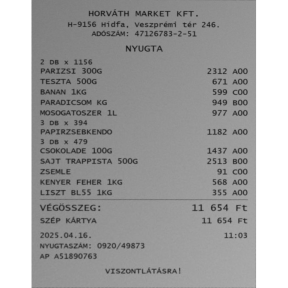 HORVÁTH MARKET KFT.
H-9156 Hidfa, Veszprémi tér 246.
ADÓSZÁM: 47126783-2-51
NYUGTA
2 DB x 1156
PARIZSI 300G 2312 A00
TESZTA 500G 501 A00
BANAN 1KG 599 C00
PARADICSOM KG 949 B00
MOSOGATOSZER 1L 977 A00
3 DB x 394
PAPIRZSEBKENDO 1182 A00
3 DB x 479
CSOKOLADE 100G 1437 A00
SAJT TRAPPISTA 500G 2513 B00
ZSEMLE 91 C00
KENYER FEHER 1KG 568 A00
LISZT BL55 1KG 355 A00
VÉGÖSSZEG: 11 654 Ft
SZÉP KÁRTYA 11 654 Ft
2025.04.16. 11:03
NYUGTASZÁM: 0920/49873
AP A51890763
VISZONTLÁTÁSRA!